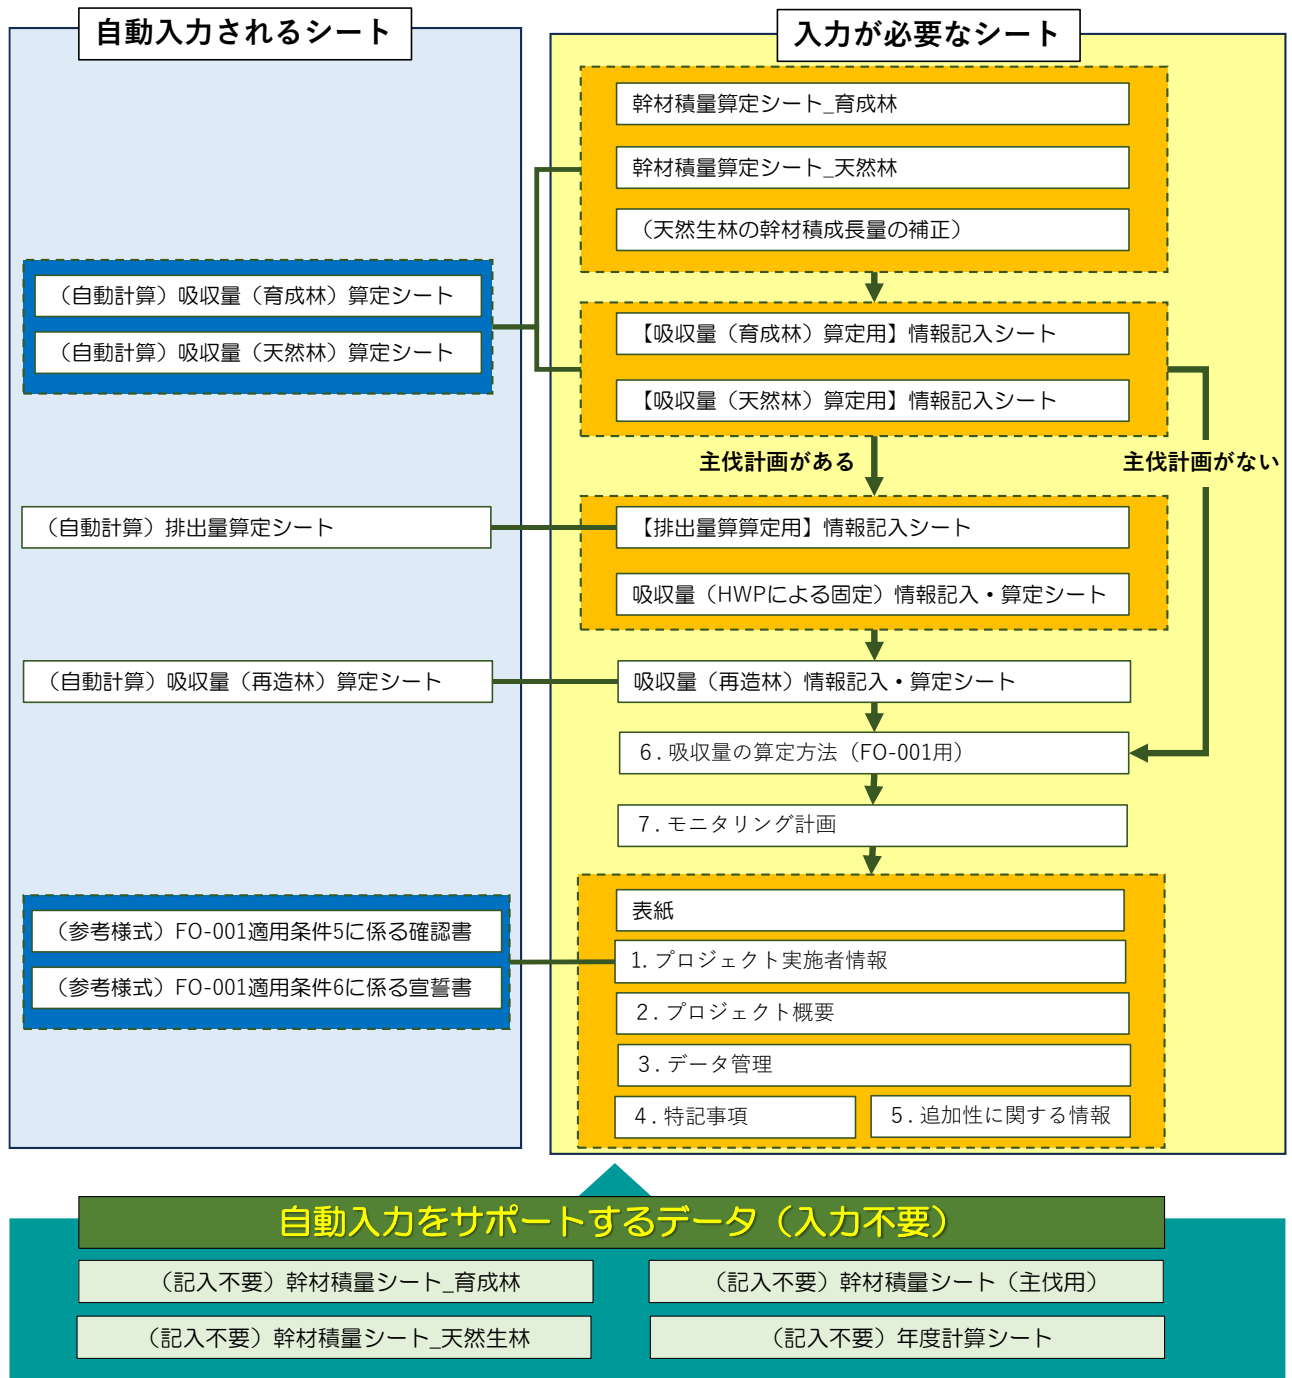 自動入力されるシート
入力が必要なシート
幹材積量算定シート_育成林
幹材積量算定シート_天然林
（天然生林の幹材積成長量の補正）
（自動計算）吸収量（育成林）算定シート
（自動計算）吸収量（天然林）算定シート
【吸収量（育成林）算定用】情報記入シート
【吸収量（天然林）算定用】情報記入シート
主伐計画がある
主伐計画がない
（自動計算）排出量算定シート
【排出量算算定用】情報記入シート
吸収量（HWPによる固定）情報記入・算定シート
（自動計算）吸収量（再造林）算定シート
吸収量（再造林）情報記入・算定シート
6．吸収量の算定方法（FO-001用）
7．モニタリング計画
表紙
（参考様式）FO-001適用条件5に係る確認書
（参考様式）FO-001適用条件6に係る宣誓書
1．プロジェクト実施者情報
2．プロジェクト概要
3．データ管理
4．特記事項
5．追加性に関する情報
自動入力をサポートするデータ（入力不要）
（記入不要）幹材積量シート_育成林
（記入不要）幹材積量シート（主伐用）
（記入不要）幹材積量シート_天然生林
（記入不要）年度計算シート